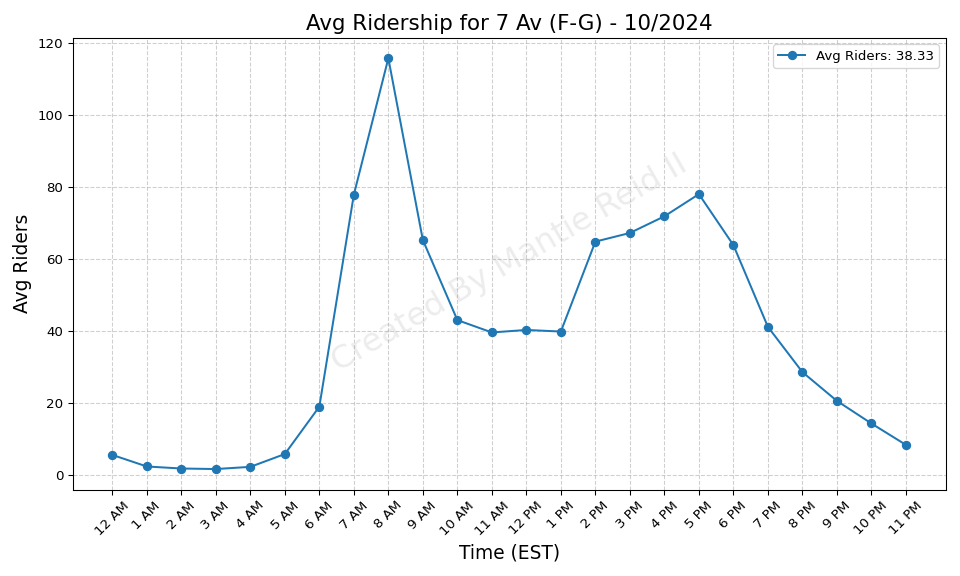 Avg Ridership for 7 Av (F-G) - 10/2024
Avg Riders: 38.33
Avg Riders
120
100
80
60
40
20
0
Created By Mantie Reid II
12 AM
1 AM
2 AM
3 AM
4 AM
5 AM
6 AM
7 AM
8 AM
9 AM
10 AM
11 AM
12 PM
1 PM
2 PM
3 PM
4 PM
5 PM
6 PM
7 PM
8 PM
9 PM
10 PM
11 PM
Time (EST)